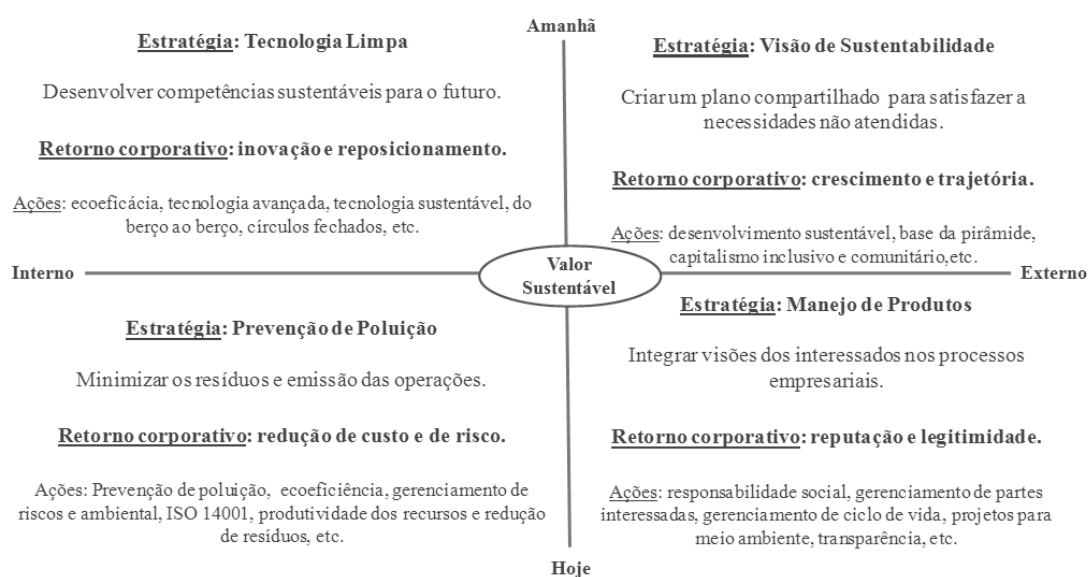 Amanhã
Estratégia: Tecnologia Limpa
Desenvolver competências sustentáveis para o futuro.
Retorno corporativo: inovação e reposicionamento.
Ações: ecoeficácia, tecnologia avançada, tecnologia sustentável, do
berço ao berço, círculos fechados, etc.
Estratégia: Visão de Sustentabilidade
Criar um plano compartilhado para satisfazer a
necessidades não atendidas.
Retorno corporativo: crescimento e trajetória.
Ações: desenvolvimento sustentável, base da pirâmide,
capitalismo inclusivo e comunitário,etc.
Interno
Valor
Sustentável
Externo
Estratégia: Prevenção de Poluição
Minimizar os resíduos e emissão das operações.
Retorno corporativo: redução de custo e de risco.
Ações: Prevenção de poluição, ecoeficiência, gerenciamento de
riscos e ambiental, ISO 14001, produtividade dos recursos e redução
de resíduos, etc.
Estratégia: Manejo de Produtos
Integrar visões dos interessados nos processos
empresariais.
Retorno corporativo: reputação e legitimidade.
Ações: responsabilidade social, gerenciamento de partes
interessadas, gerenciamento de ciclo de vida, projetos para
meio ambiente, transparência, etc.
Hoje